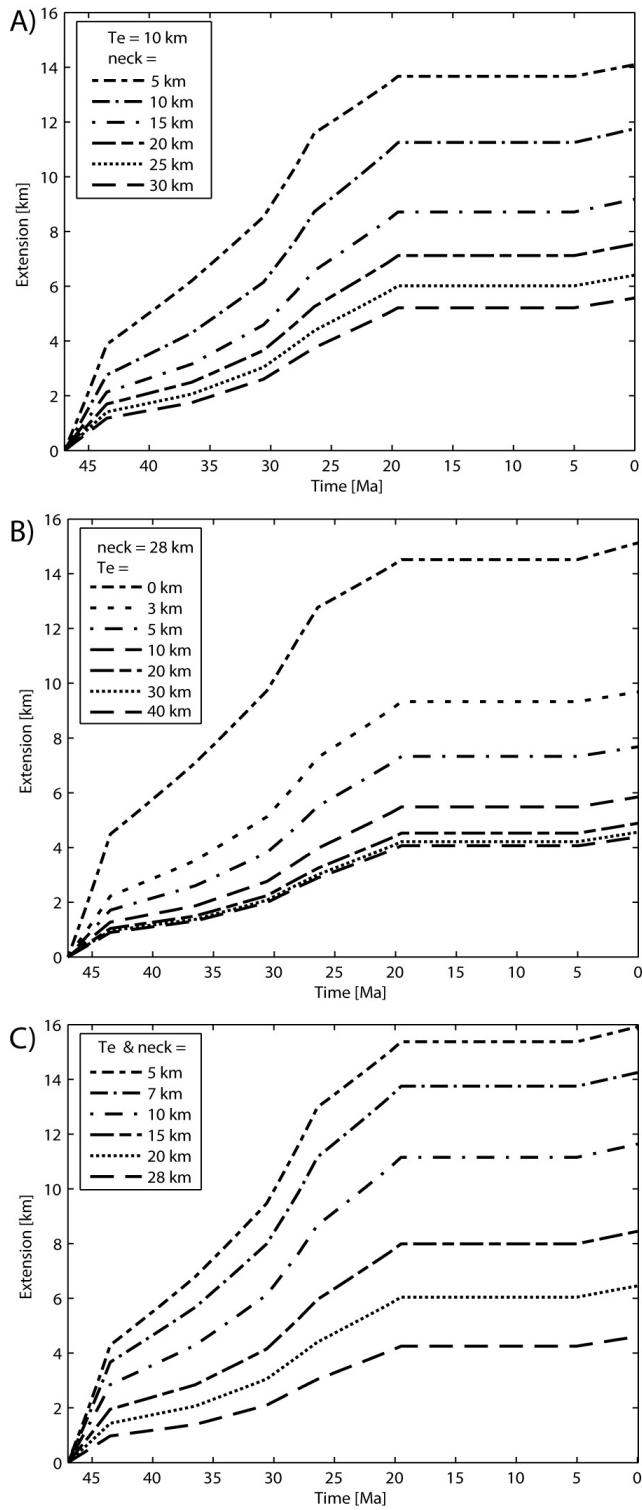 A)
16
14
12
10
8
6
4
2
0
Extension [km]
Te = 10 km
neck =
5 km
10 km
15 km
20 km
25 km
30 km
45 40 35 30 25 20 15 10 5 0
Time [Ma]
B)
16
14
12
10
8
6
4
2
0
Extension [km]
neck = 28 km
Te =
0 km
3 km
5 km
10 km
20 km
30 km
40 km
45 40 35 30 25 20 15 10 5 0
Time [Ma]
C)
16
14
12
10
8
6
4
2
0
Extension [km]
Te & neck =
5 km
7 km
10 km
15 km
20 km
28 km
45 40 35 30 25 20 15 10 5 0
Time [Ma]